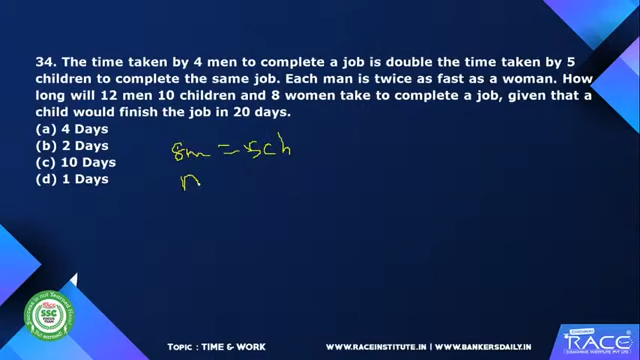 34. The time taken by 4 men to complete a job is double the time taken by 5
children to complete the same job. Each man is twice as fast as a woman. How
long will 12 men 10 children and 8 women take to complete a job, given that a
child would finish the job in 20 days.
(a) 4 Days
(b) 2 Days
(c) 10 Days
(d) 1 Days
8m = 5ch
SSC
FOCUS
TEAM
RACE
TOPIC : TIME & WORK
WWW.RACEINSTITUTE.IN | WWW.BANKERSDAILY.IN